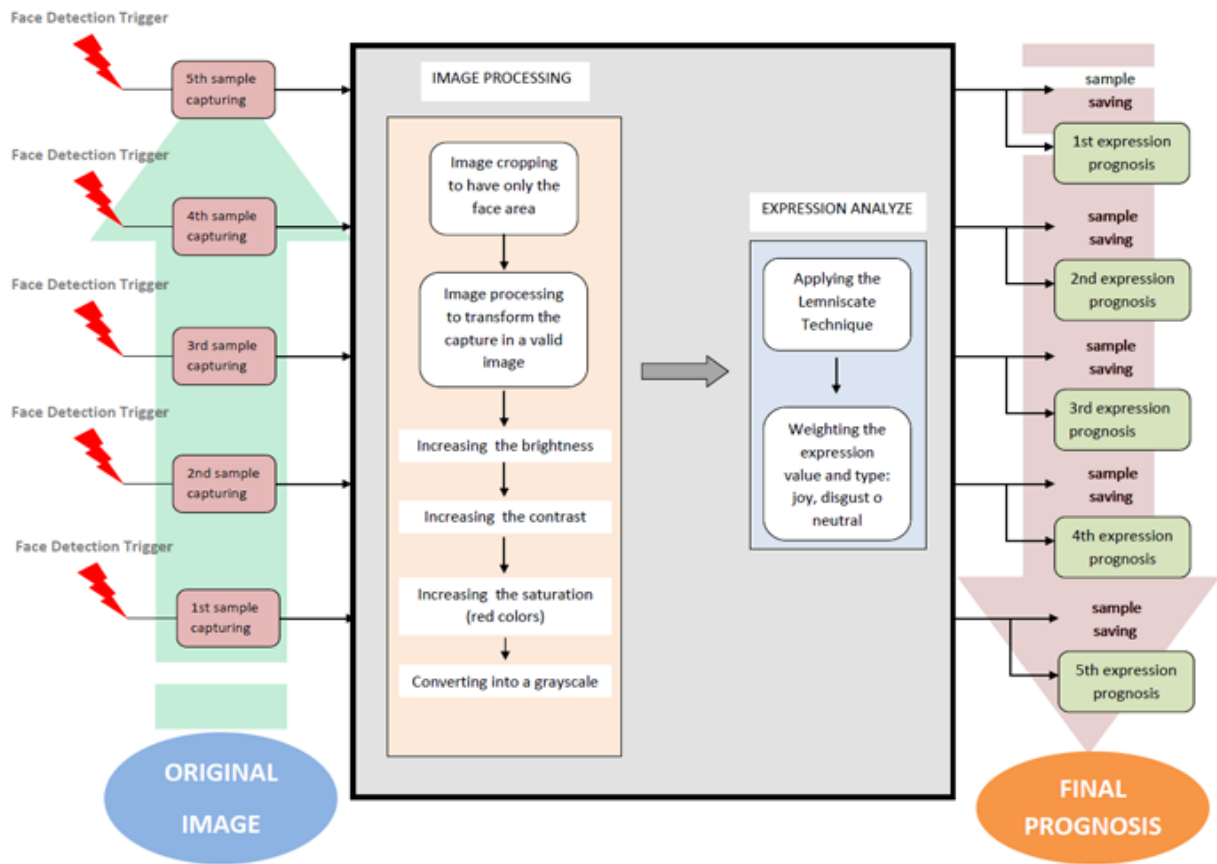 Face Detection Trigger
5th sample
capturing
Face Detection Trigger
4th sample
capturing
Face Detection Trigger
3rd sample
capturing
Face Detection Trigger
2nd sample
capturing
Face Detection Trigger
1st sample
capturing
ORIGINAL
IMAGE
IMAGE PROCESSING
Image cropping
to have only the
face area
Image processing
to transform the
capture in a valid
image
Increasing the brightness
Increasing the contrast
Increasing the saturation
(red colors)
Converting into a grayscale
EXPRESSION ANALYZE
Applying the
Lemniscate
Technique
Weighting the
expression
value and type:
joy, disgust o
neutral
sample
saving
1st expression
prognosis
sample
saving
2nd expression
prognosis
sample
saving
3rd expression
prognosis
sample
saving
4th expression
prognosis
sample
saving
5th expression
prognosis
FINAL
PROGNOSIS